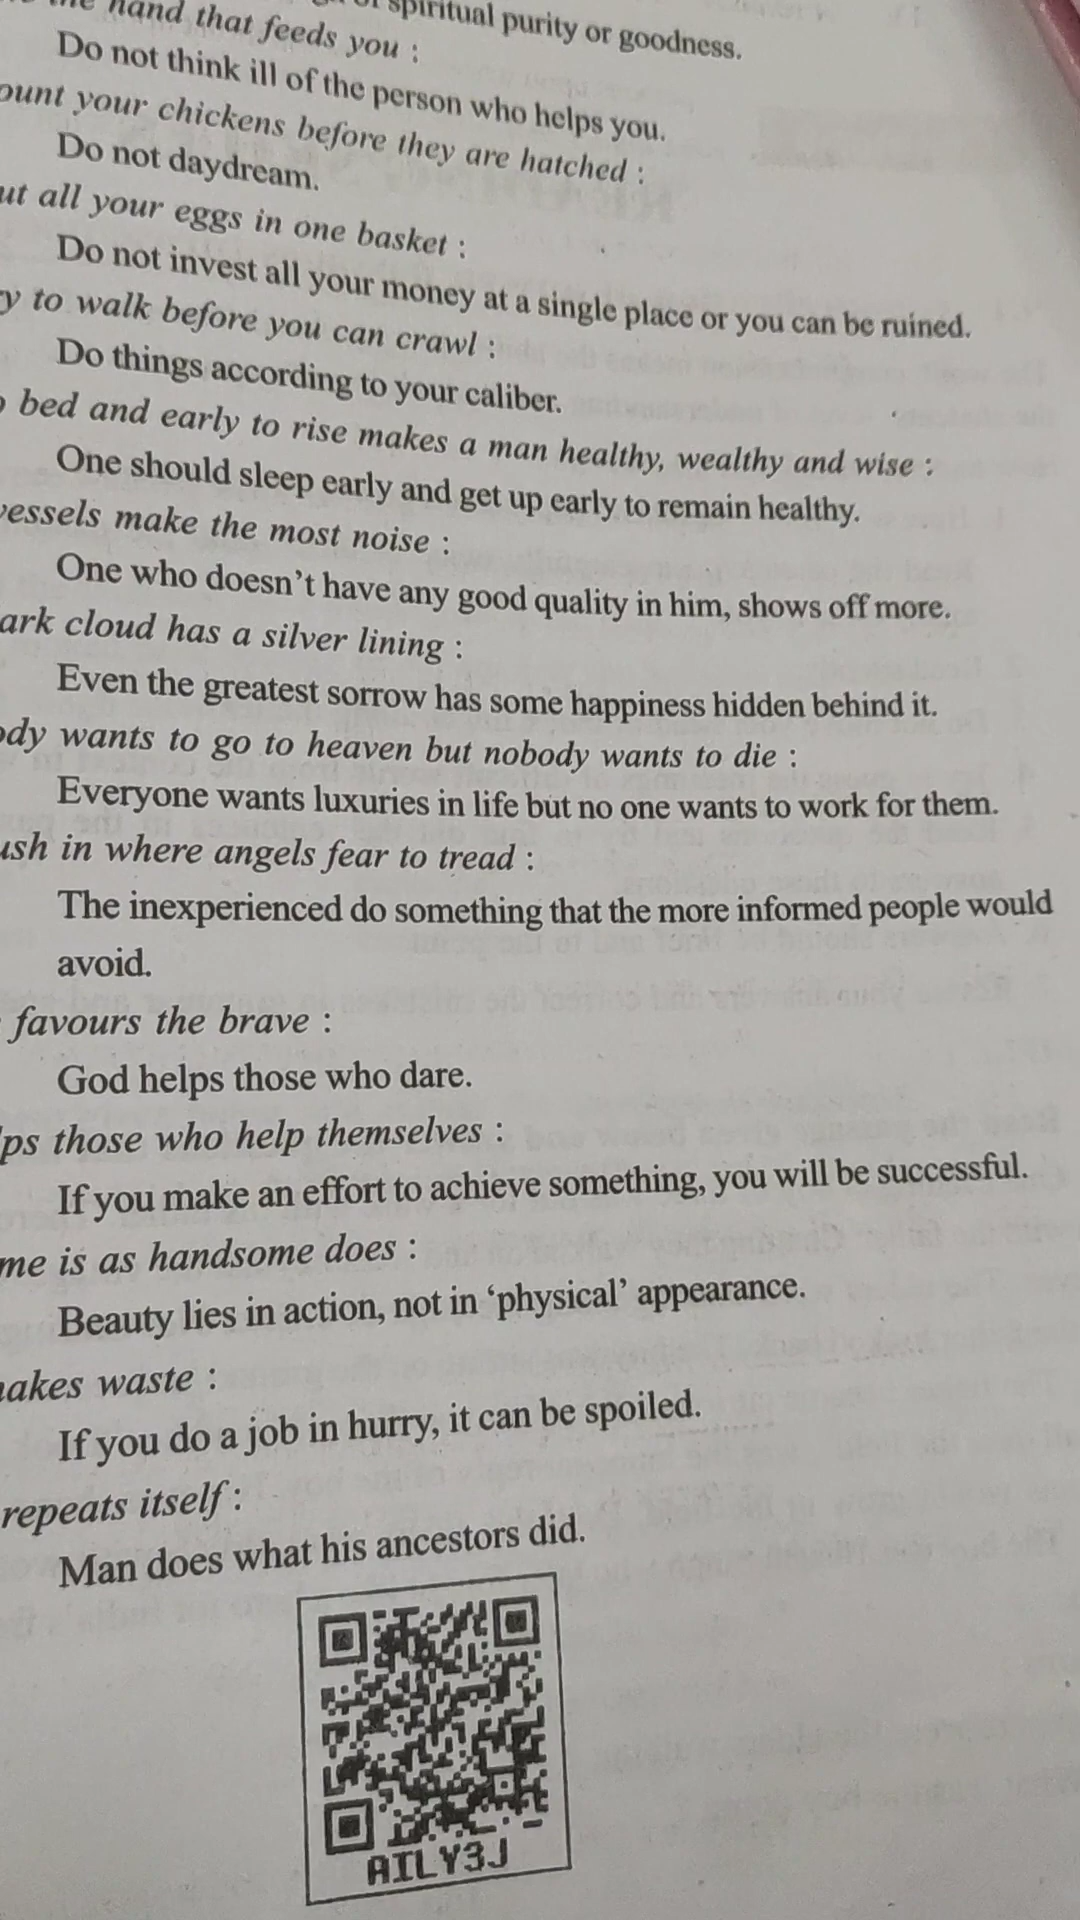 spiritual purity or goodness.
hand that feeds you :
Do not think ill of the person who helps you.
ount your chickens before they are hatched :
Do not daydream.
ut all your eggs in one basket :
Do not invest all your money at a single place or you can be ruined.
y to walk before you can crawl :
Do things according to your caliber.
bed and early to rise makes a man healthy, wealthy and wise :
One should sleep early and get up early to remain healthy.
essels make the most noise :
One who doesn't have any good quality in him, shows off more.
ark cloud has a silver lining :
Even the greatest sorrow has some happiness hidden behind it.
ody wants to go to heaven but nobody wants to die :
Everyone wants luxuries in life but no one wants to work for them.
ush in where angels fear to tread :
The inexperienced do something that the more informed people would
avoid.
favours the brave :
God helps those who dare.
lps those who help themselves :
If you make an effort to achieve something, you will be successful.
me is as handsome does :
Beauty lies in action, not in ‘physical’ appearance.
akes waste :
If you do a job in hurry, it can be spoiled.
repeats itself :
Man does what his ancestors did.
AILY3J